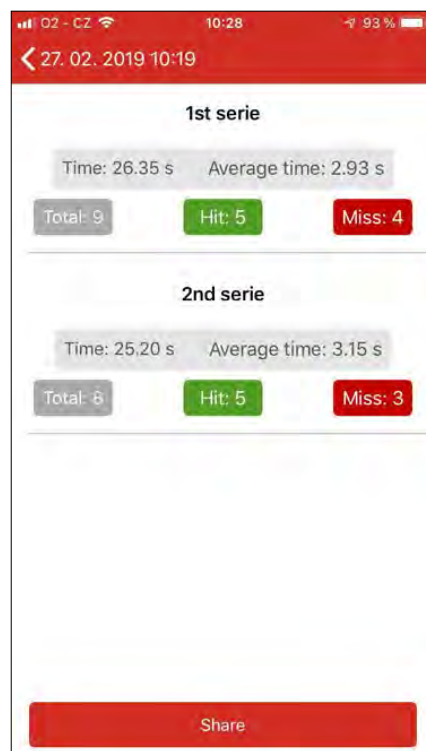 O2 - CZ 10:28 93 %
27. 02. 2019 10:19
1st serie
Time: 26.35 s Average time: 2.93 s
Total: 9 Hit: 5 Miss: 4
2nd serie
Time: 25.20 s Average time: 3.15 s
Total: 8 Hit: 5 Miss: 3
Share